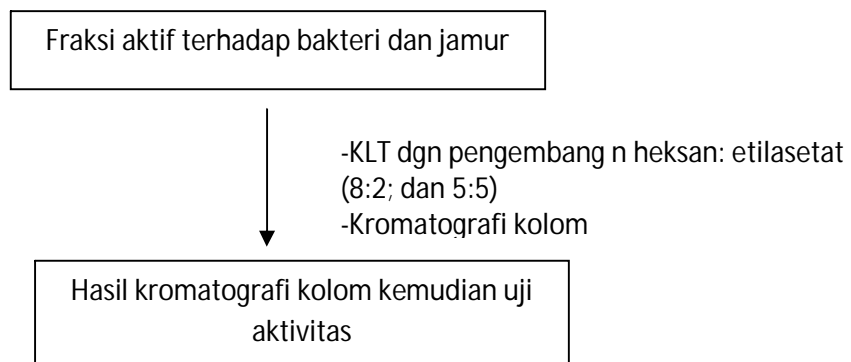 Fraksi aktif terhadap bakteri dan jamur
-KLT dgn pengembang n heksan: etilasetat
(8:2; dan 5:5)
-Kromatografi kolom
Hasil kromatografi kolom kemudian uji
aktivitas